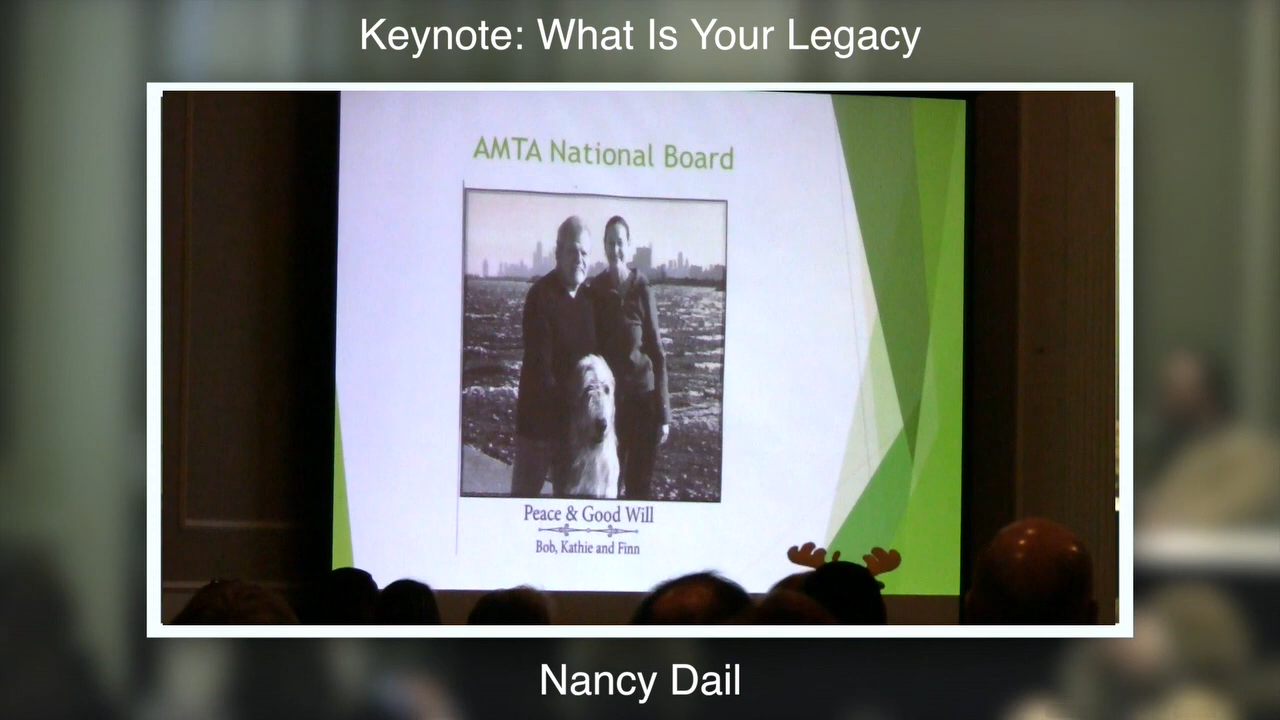 Keynote: What Is Your Legacy
AMTA National Board
Peace & Good Will
Bob, Kathie and Finn
Nancy Dail